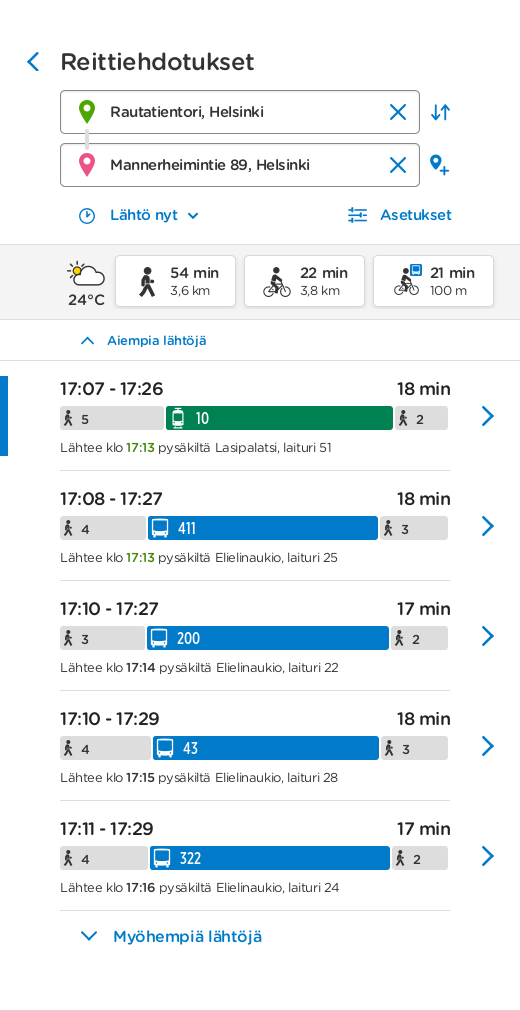 Reittiehdotukset
Rautatientori, Helsinki
Mannerheimintie 89, Helsinki
Lähtö nyt Asetukset
54 min 22 min 21 min
24°C 3,6 km 3,8 km 100 m
Aiempia lähtöjä
17:07 - 17:26 18 min
5 10 2
Lähtee klo 17:13 pysäkiltä Lasipalatsi, laituri 51
17:08 - 17:27 18 min
4 411 3
Lähtee klo 17:13 pysäkiltä Elielinaukio, laituri 25
17:10 - 17:27 17 min
3 200 2
Lähtee klo 17:14 pysäkiltä Elielinaukio, laituri 22
17:10 - 17:29 18 min
4 43 3
Lähtee klo 17:15 pysäkiltä Elielinaukio, laituri 28
17:11 - 17:29 17 min
4 322 2
Lähtee klo 17:16 pysäkiltä Elielinaukio, laituri 24
Myöhempiä lähtöjä